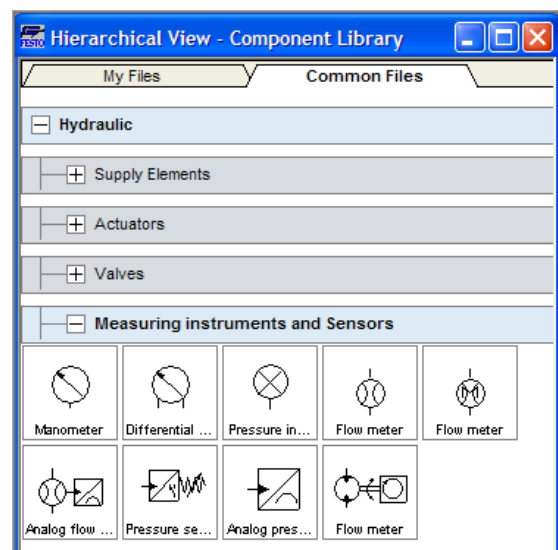 FESTO Hierarchical View - Component Library
My Files Common Files
Hydraulic
Supply Elements
Actuators
Valves
Measuring instruments and Sensors
Manometer Differential ... Pressure in... Flow meter Flow meter
Analog flow ... Pressure se... Analog pres... Flow meter